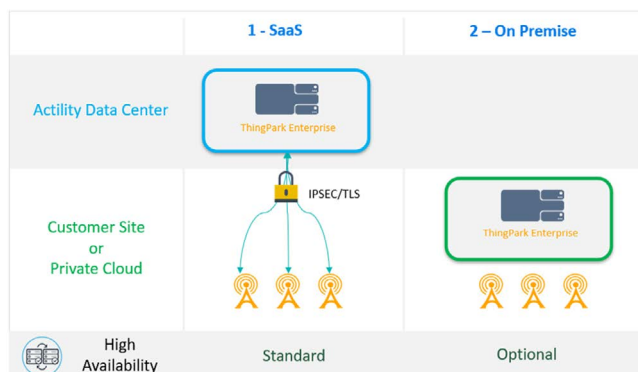 1 - SaaS
2 – On Premise
Actility Data Center
ThingPark Enterprise
IPSEC/TLS
Customer Site
or
Private Cloud
ThingPark Enterprise
High
Availability
Standard
Optional